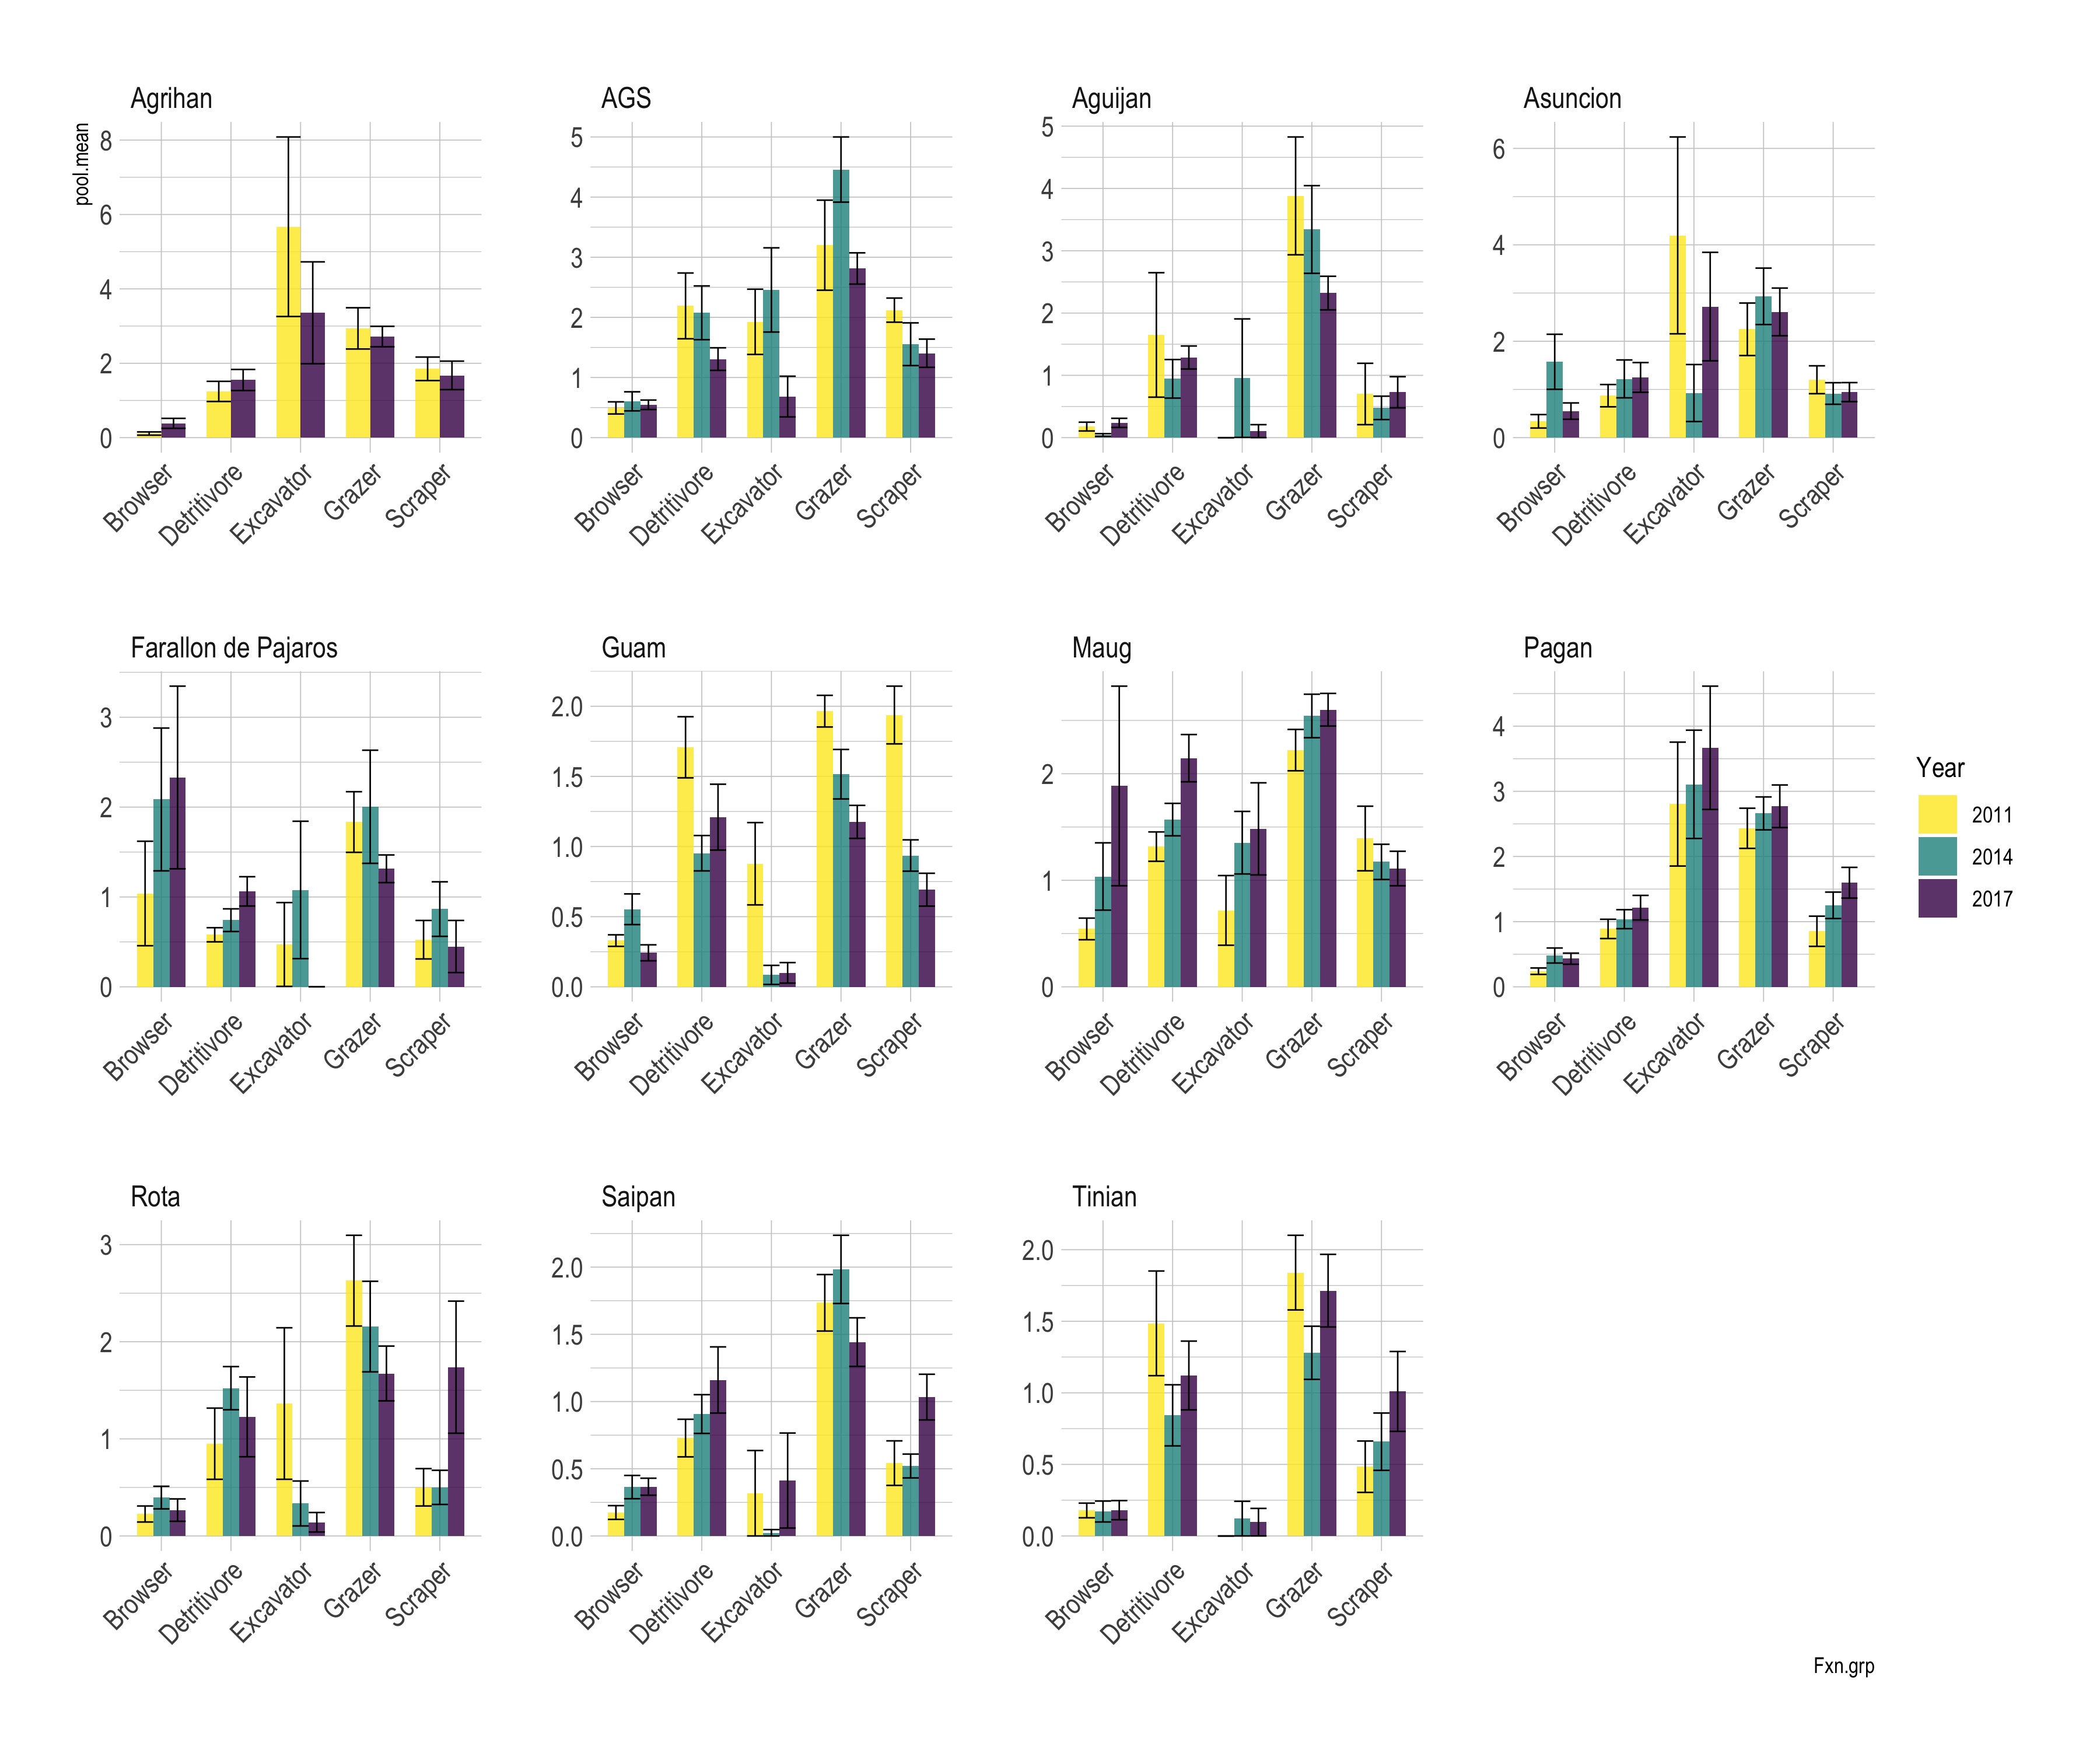 Agrihan
AGS
Aguijan
Asuncion
pool.mean
8
6
4
2
0
5
4
3
2
1
0
5
4
3
2
1
0
6
4
2
0
Browser Detritivore Excavator Grazer Scraper
Browser Detritivore Excavator Grazer Scraper
Browser Detritivore Excavator Grazer Scraper
Browser Detritivore Excavator Grazer Scraper
Farallon de Pajaros
Guam
Maug
Pagan
3
2
1
0
2.0
1.5
1.0
0.5
0.0
2
1
0
4
3
2
1
0
Browser Detritivore Excavator Grazer Scraper
Browser Detritivore Excavator Grazer Scraper
Browser Detritivore Excavator Grazer Scraper
Browser Detritivore Excavator Grazer Scraper
Year
2011
2014
2017
Rota
Saipan
Tinian
3
2
1
0
2.0
1.5
1.0
0.5
0.0
2.0
1.5
1.0
0.5
0.0
Browser Detritivore Excavator Grazer Scraper
Browser Detritivore Excavator Grazer Scraper
Browser Detritivore Excavator Grazer Scraper
Fxn.grp